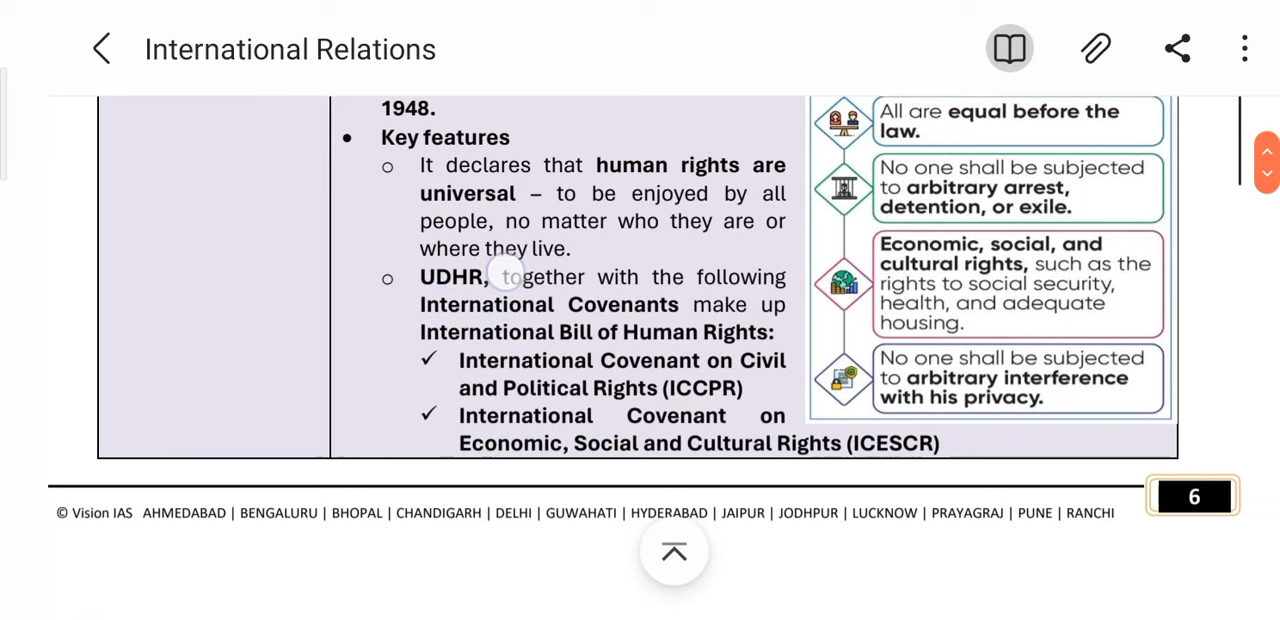 International Relations
1948.
• Key features
o It declares that human rights are
universal – to be enjoyed by all
people, no matter who they are or
where they live.
o UDHR, together with the following
International Covenants make up
International Bill of Human Rights:
✓ International Covenant on Civil
and Political Rights (ICCPR)
✓ International Covenant on
Economic, Social and Cultural Rights (ICESCR)
All are equal before the
law.
No one shall be subjected
to arbitrary arrest,
detention, or exile.
Economic, social, and
cultural rights, such as the
rights to social security,
health, and adequate
housing.
No one shall be subjected
to arbitrary interference
with his privacy.
6
© Vision IAS AHMEDABAD | BENGALURU | BHOPAL | CHANDIGARH | DELHI | GUWAHATI | HYDERABAD | JAIPUR | JODHPUR | LUCKNOW | PRAYAGRAJ | PUNE | RANCHI